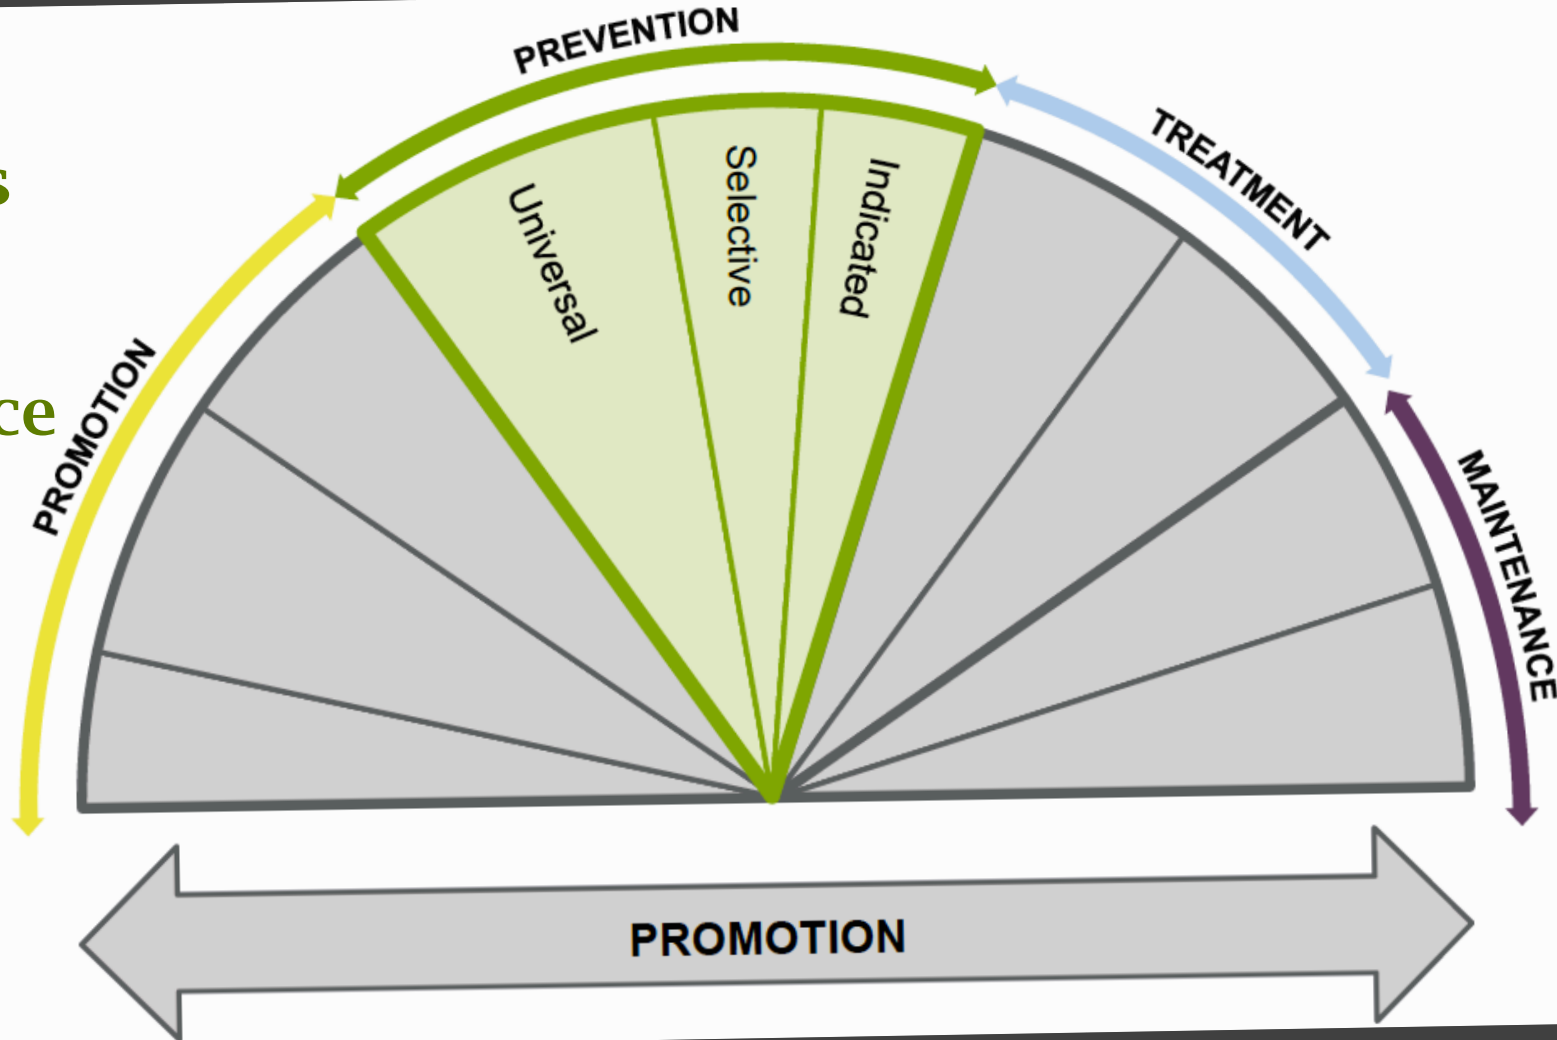 PREVENTION
TREATMENT
PROMOTION
MAINTENANCE
Universal
Selective
Indicated
PROMOTION